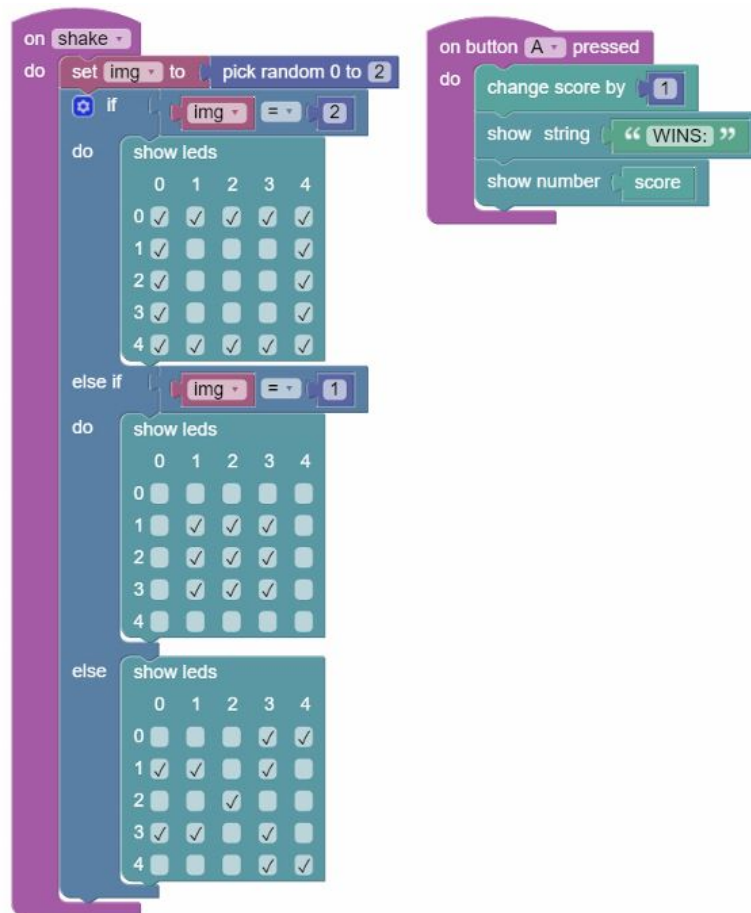 on shake
do set img to pick random 0 to 2
if img = 2
do show leds
0 1 2 3 4
0
1
2
3
4
else if img = 1
do show leds
0 1 2 3 4
0
1
2
3
4
else show leds
0 1 2 3 4
0
1
2
3
4
on button A pressed
do change score by 1
show string “ WINS: ”
show number score